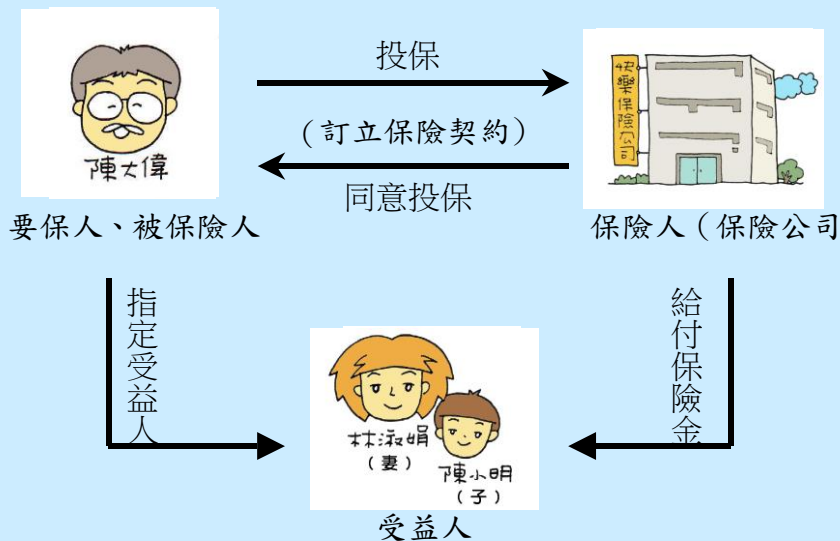 投保
快樂保險公司
(訂立保險契約)
陳大偉
同意投保
要保人、被保險人
保險人(保險公司
指定受益人
給付保險金
林淑娟
(妻)
陳小明
(子)
受益人